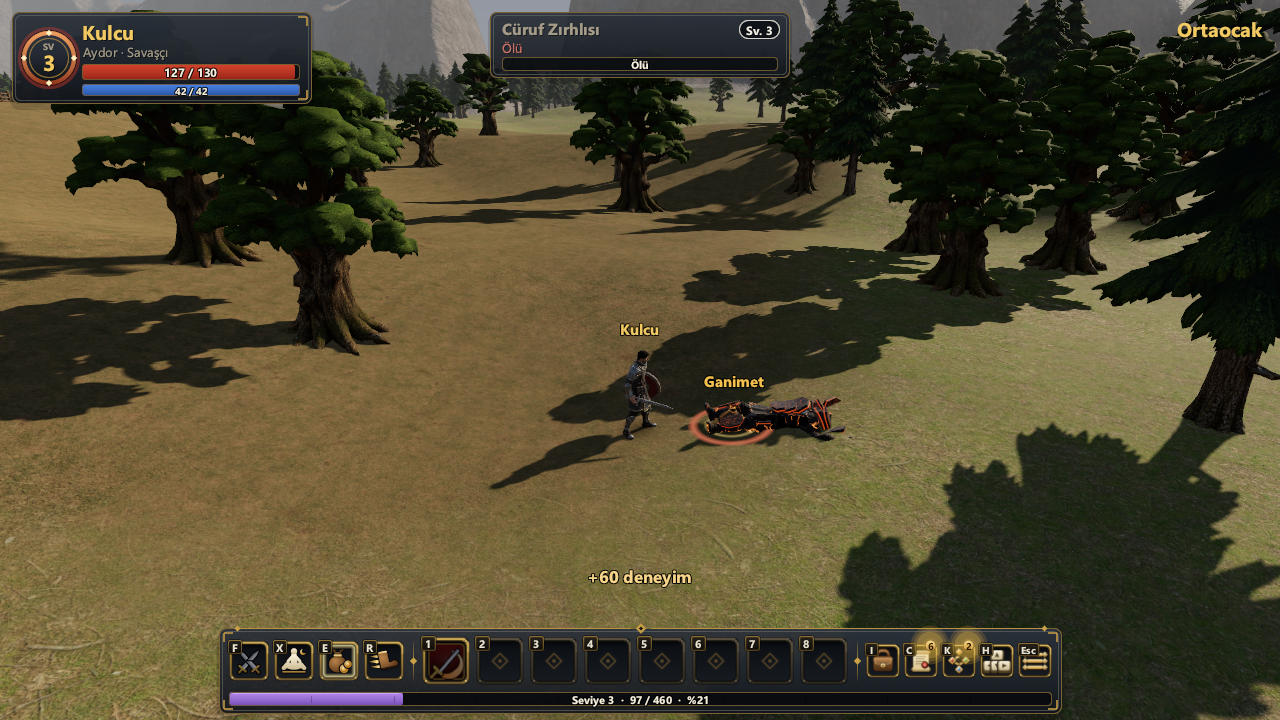 Kulcu
Aydor · Savaşçı
SV
3
127 / 130
42 / 42
Cüruf Zırhlısı
Sv. 3
Ölü
Ölü
Ortaocak
Kulcu
Ganimet
+60 deneyim
F
X
E
R
1
2
3
4
5
6
7
8
I
C
6
K
2
H
A
Esc
Seviye 3 · 97 / 460 · %21